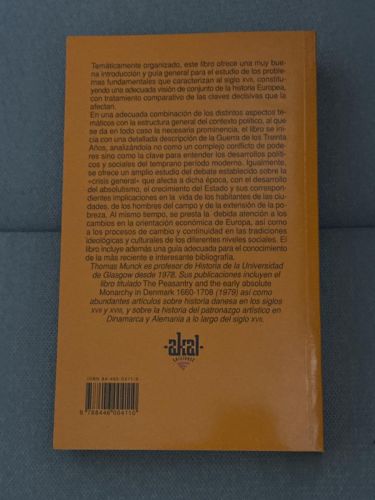 Temáticamente organizado, este libro ofrece una muy bue-
na introducción y guía general para el estudio de los proble-
mas fundamentales que caracterizan al siglo XVII, constitu-
yendo una adecuada visión de conjunto de la historia Europea,
con tratamiento comparativo de las claves decisivas que la
afectan.
En una adecuada combinación de los distintos aspectos te-
máticos con la estructura general del contexto político, al que
se da en todo caso la necesaria prominencia, el libro se ini-
cia con una detallada descripción de la Guerra de los Treinta
Años, analizándola no como un complejo conflicto de pode-
res sino como la clave para entender los desarrollos políti-
cos y sociales del temprano período moderno. Igualmente,
se ofrece un amplio estudio del debate establecido sobre la
«crisis general» que afecta a dicha época, con el desarrollo
del absolutismo, el crecimiento del Estado y sus correspon-
dientes implicaciones en la vida de los habitantes de las ciu-
dades, de los hombres del campo y de la extensión de la po-
breza. Al mismo tiempo, se presta la debida atención a los
cambios en la orientación económica de Europa, así como
a los procesos de cambio y continuidad en las tradiciones
ideológicas y culturales de los diferentes niveles sociales. El
libro incluye además una guía adecuada para el conocimiento
de la más reciente e interesante bibliografía.
Thomas Munck es profesor de Historia de la Universidad
de Glasgow desde 1978. Sus publicaciones incluyen el
libro titulado The Peasantry and the early absolute
Monarchy in Denmark 1660-1708 (1979) así como
abundantes artículos sobre historia danesa en los siglos
XVII y XVIII, y sobre la historia del patronazgo artístico en
Dinamarca y Alemania a lo largo del siglo XVII.
akal
EDICIONES
9 788446 004110